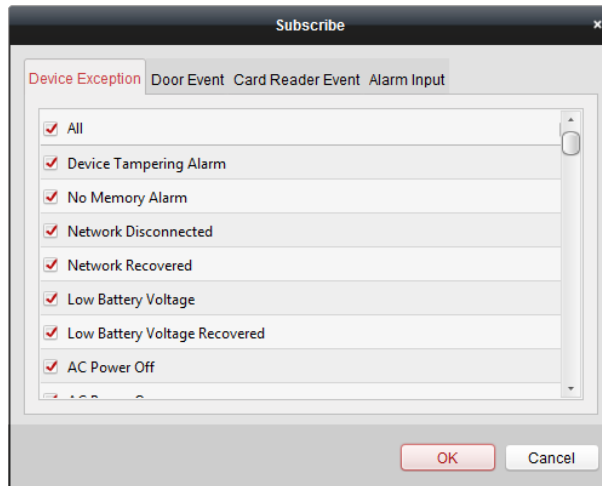 Subscribe
Device Exception Door Event Card Reader Event Alarm Input
All
Device Tampering Alarm
No Memory Alarm
Network Disconnected
Network Recovered
Low Battery Voltage
Low Battery Voltage Recovered
AC Power Off
OK Cancel